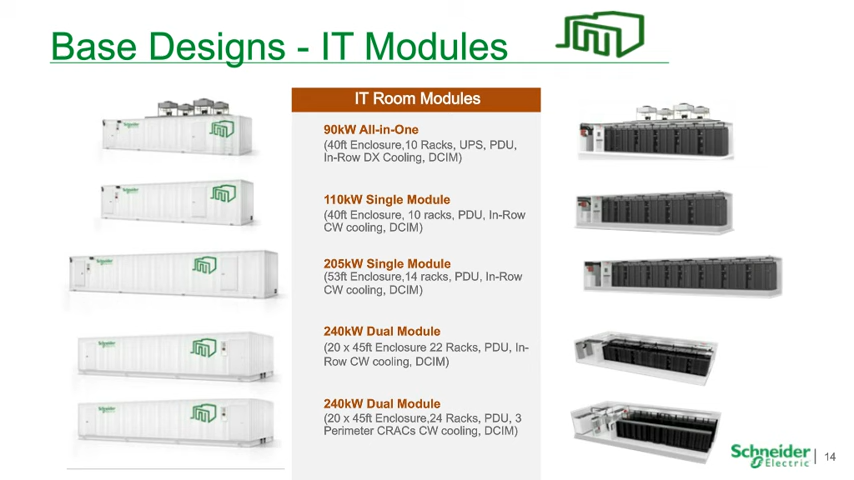 Base Designs - IT Modules
IT Room Modules
90kW All-in-One
(40ft Enclosure,10 Racks, UPS, PDU,
In-Row DX Cooling, DCIM)
110kW Single Module
(40ft Enclosure, 10 racks, PDU, In-Row
CW cooling, DCIM)
205kW Single Module
(53ft Enclosure,14 racks, PDU, In-Row
CW cooling, DCIM)
240kW Dual Module
(20 x 45ft Enclosure 22 Racks, PDU, In-
Row CW cooling, DCIM)
240kW Dual Module
(20 x 45ft Enclosure,24 Racks, PDU, 3
Perimeter CRACs CW cooling, DCIM)
Schneider
Electric
14